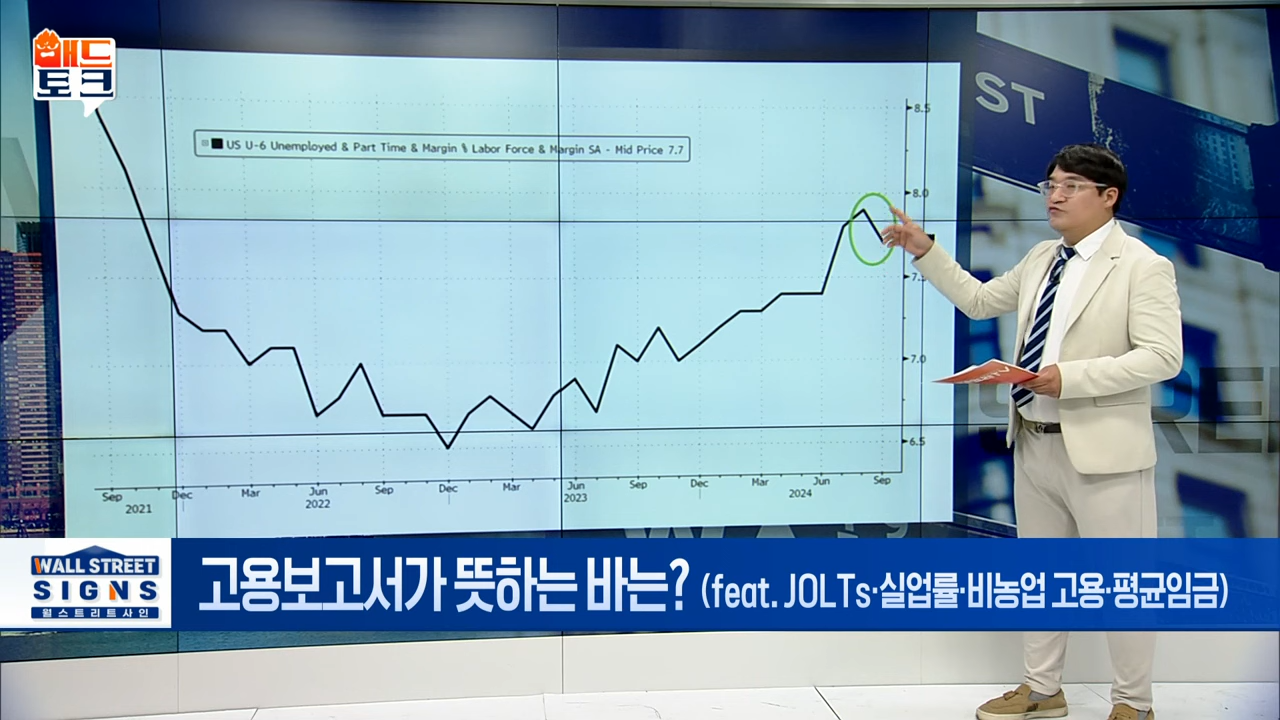 매드
토크
ST
US U-6 Unemployed & Part Time & Margin % Labor Force & Margin SA - Mid Price 7.7
8.5
8.0
7.0
6.5
Sep Dec Mar Jun Sep Dec Mar Jun Sep Dec Mar Jun Sep
2021 2022 2023 2024
WALL STREET
SIGNS
월스트리트사인
고용보고서가 뜻하는 바는? (feat. JOLTs·실업률·비농업 고용·평균임금)